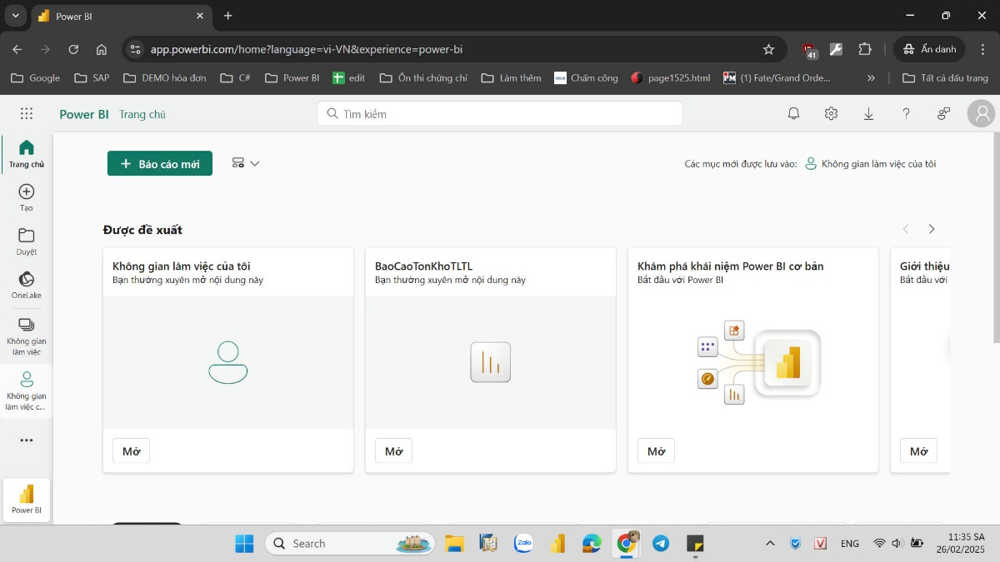 Power BI
app.powerbi.com/home?language=vi-VN&experience=power-bi
41
Ẩn danh
Google
SAP
DEMO hóa đơn
C#
Power BI
edit
Ôn thi chứng chỉ
Làm thêm
Chấm công
page1525.html
(1) Fate/Grand Orde...
Tất cả dấu trang
Power BI Trang chủ
Tìm kiếm
Trang chủ
Tạo
Duyệt
OneLake
Không gian
làm việc
Không gian
làm việc c...
Power BI
Báo cáo mới
Các mục mới được lưu vào: Không gian làm việc của tôi
Được đề xuất
Không gian làm việc của tôi
Bạn thường xuyên mở nội dung này
Mở
BaoCaoTonKhoTLTL
Bạn thường xuyên mở nội dung này
Mở
Khám phá khái niệm Power BI cơ bản
Bắt đầu với Power BI
Mở
Giới thiệu
Bắt đầu với
Mở
Search
Zalo
ENG
11:35 SA
26/02/2025